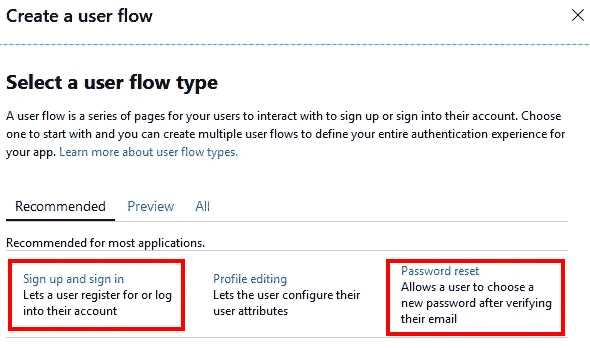 Create a user flow
Select a user flow type
A user flow is a series of pages for your users to interact with to sign up or sign into their account. Choose
one to start with and you can create multiple user flows to define your entire authentication experience for
your app. Learn more about user flow types.
Recommended Preview All
Recommended for most applications.
Sign up and sign in
Lets a user register for or log
into their account
Profile editing
Lets the user configure their
user attributes
Password reset
Allows a user to choose a
new password after verifying
their email